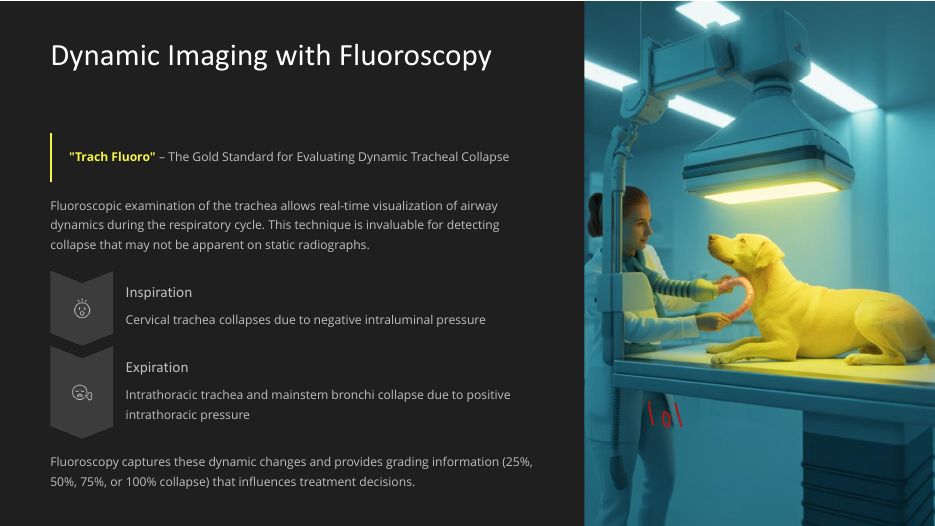 Dynamic Imaging with Fluoroscopy
"Trach Fluoro" – The Gold Standard for Evaluating Dynamic Tracheal Collapse
Fluoroscopic examination of the trachea allows real-time visualization of airway
dynamics during the respiratory cycle. This technique is invaluable for detecting
collapse that may not be apparent on static radiographs.
Inspiration
Cervical trachea collapses due to negative intraluminal pressure
Expiration
Intrathoracic trachea and mainstem bronchi collapse due to positive
intrathoracic pressure
Fluoroscopy captures these dynamic changes and provides grading information (25%,
50%, 75%, or 100% collapse) that influences treatment decisions.
lol